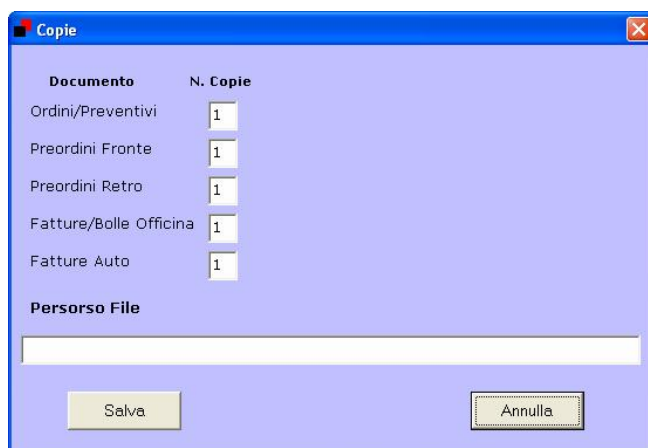 Copie
Documento N. Copie
Ordini/Preventivi 1
Preordini Fronte 1
Preordini Retro 1
Fatture/Bolle Officina 1
Fatture Auto 1
Persorso File
Salva Annulla